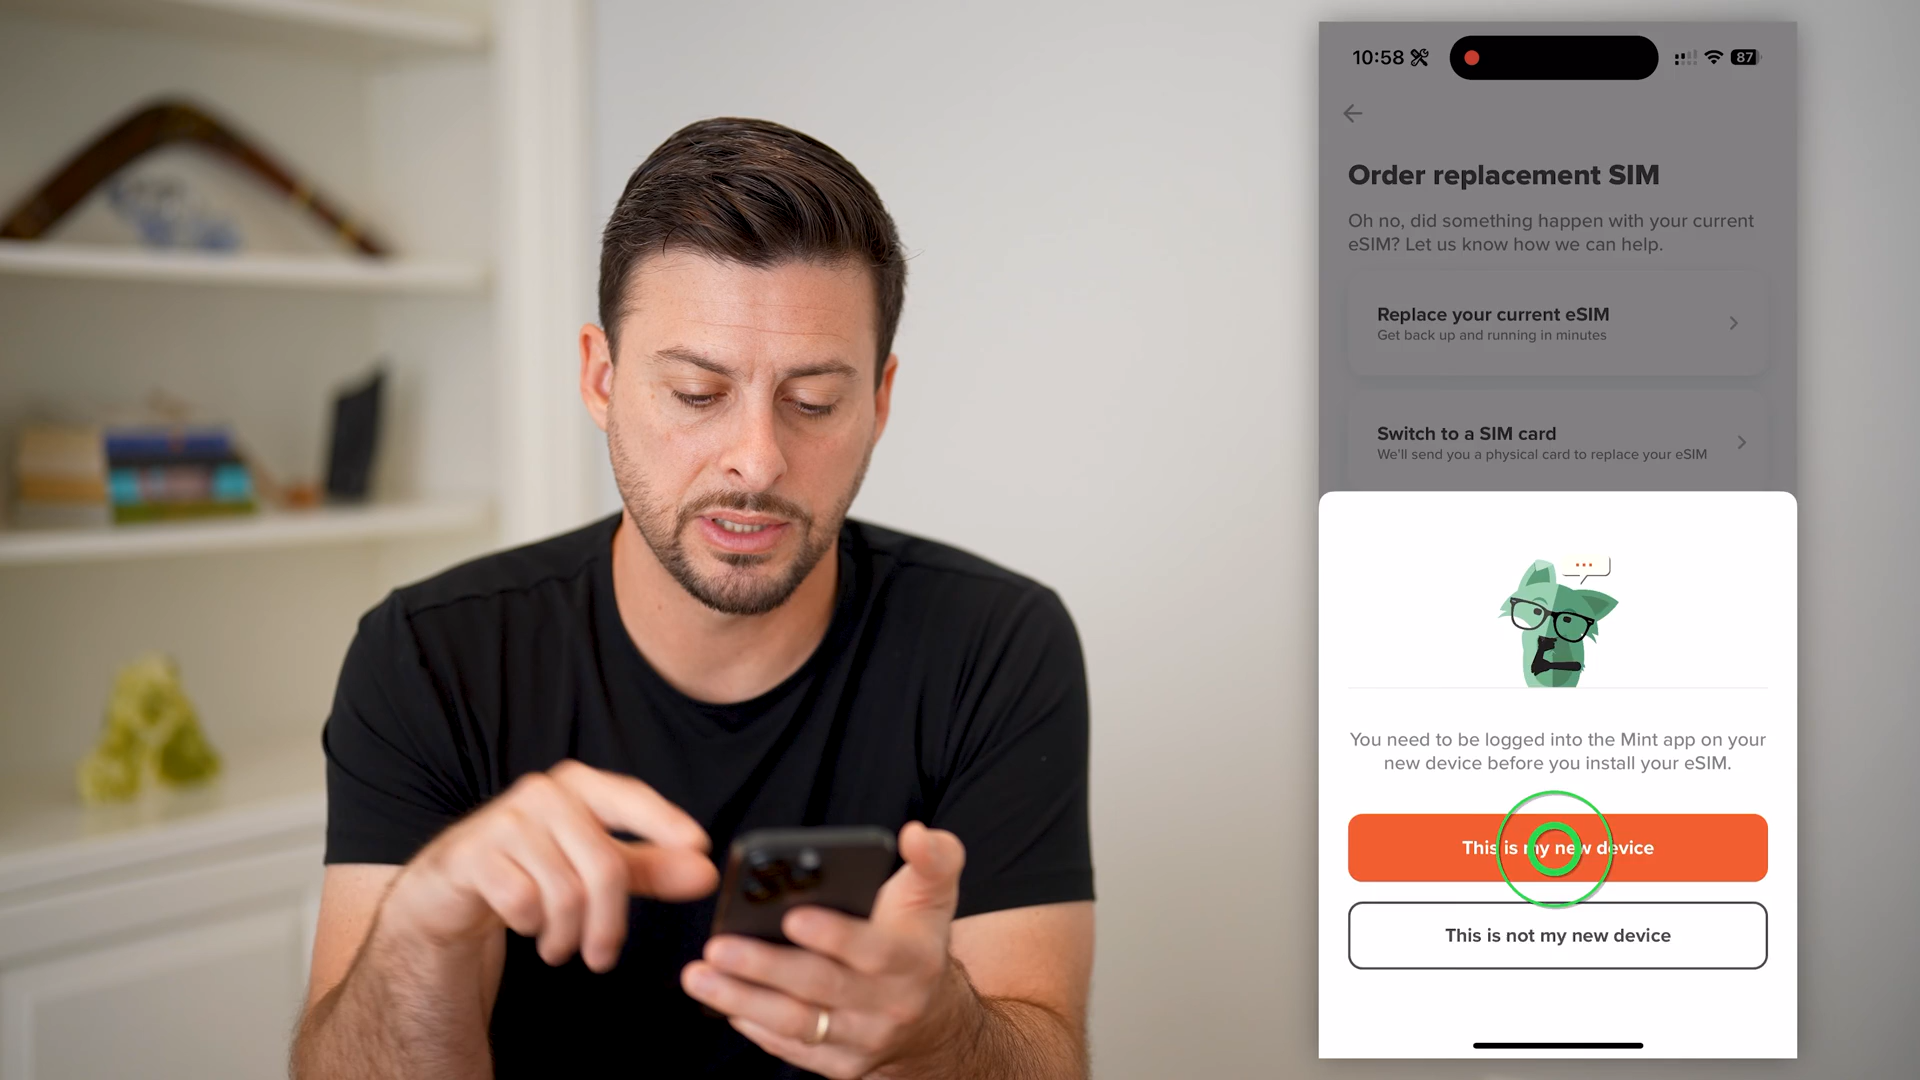 10:58
87
Order replacement SIM
Oh no, did something happen with your current
eSIM? Let us know how we can help.
Replace your current eSIM
Get back up and running in minutes
Switch to a SIM card
We'll send you a physical card to replace your eSIM
You need to be logged into the Mint app on your
new device before you install your eSIM.
This is my new device
This is not my new device